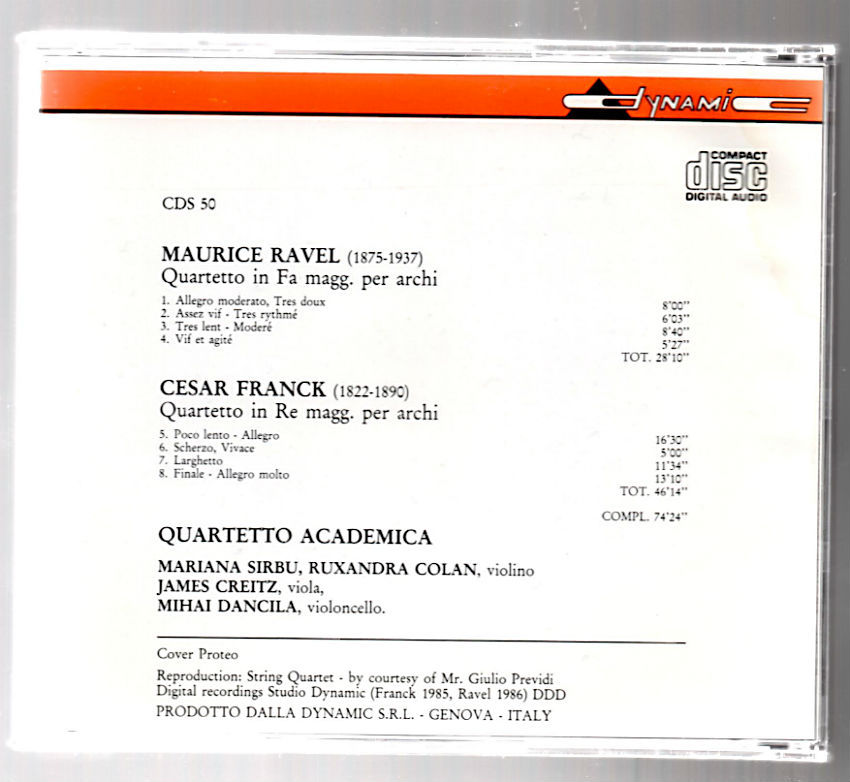 DYNAMIC
COMPACT
disc
DIGITAL AUDIO
CDS 50
MAURICE RAVEL (1875-1937)
Quartetto in Fa magg. per archi
1. Allegro moderato, Tres doux 8'00"
2. Assez vif - Tres rythmé 6'03"
3. Tres lent - Moderé 8'40"
4. Vif et agité 5'27"
TOT. 28'10"
CESAR FRANCK (1822-1890)
Quartetto in Re magg. per archi
5. Poco lento - Allegro 16'30"
6. Scherzo, Vivace 5'00"
7. Larghetto 11'34"
8. Finale - Allegro molto 13'10"
TOT. 46'14"
COMPL. 74'24"
QUARTETTO ACADEMICA
MARIANA SIRBU, RUXANDRA COLAN, violino
JAMES CREITZ, viola,
MIHAI DANCILA, violoncello.
Cover Proteo
Reproduction: String Quartet - by courtesy of Mr. Giulio Previdi
Digital recordings Studio Dynamic (Franck 1985, Ravel 1986) DDD
PRODOTTO DALLA DYNAMIC S.R.L. - GENOVA - ITALY